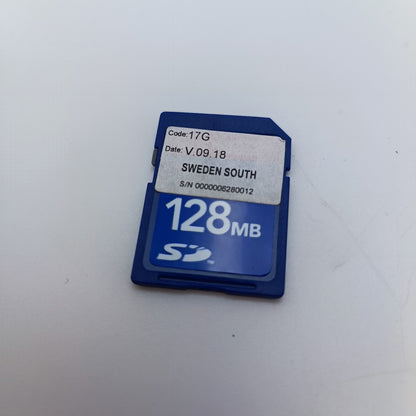 Code: 17G
Date: V.09.18
SWEDEN SOUTH
S/N 0000006280012
128MB
SD